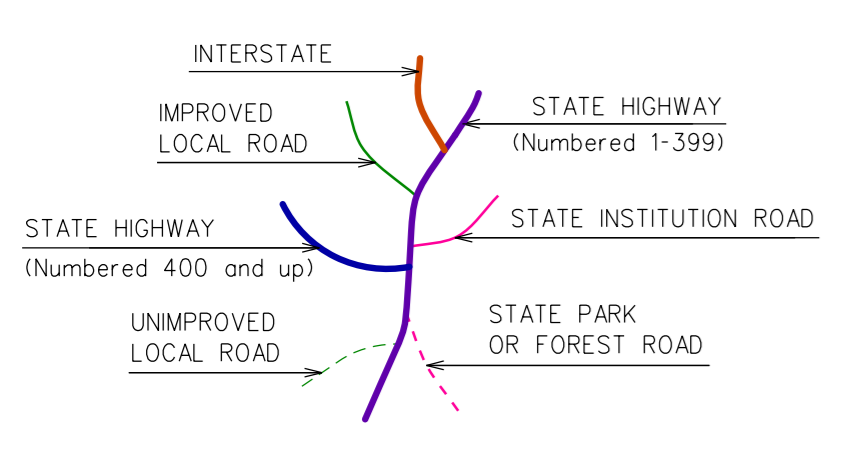 INTERSTATE
STATE HIGHWAY
(Numbered 1-399)
IMPROVED
LOCAL ROAD
STATE HIGHWAY
(Numbered 400 and up)
STATE INSTITUTION ROAD
UNIMPROVED
LOCAL ROAD
STATE PARK
OR FOREST ROAD